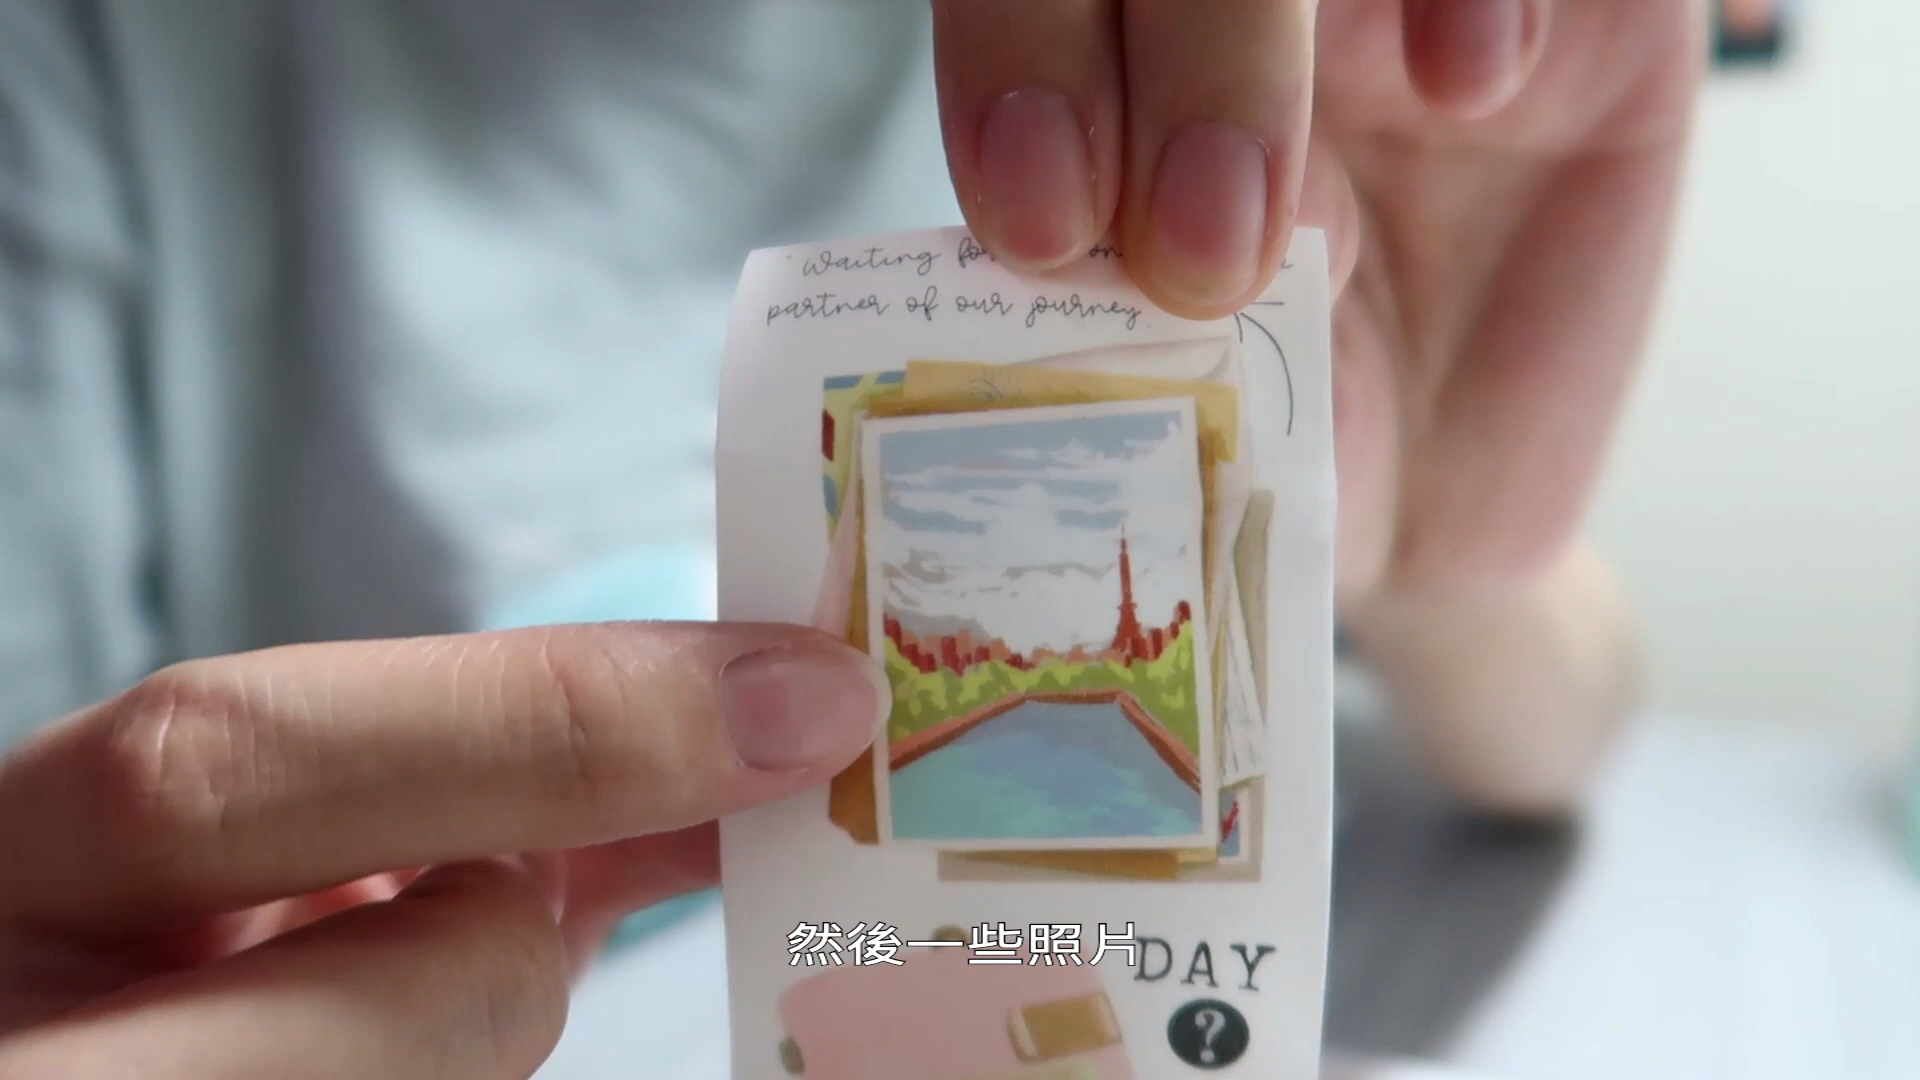 waiting
partner of our journey.
然後一些照片
DAY
?